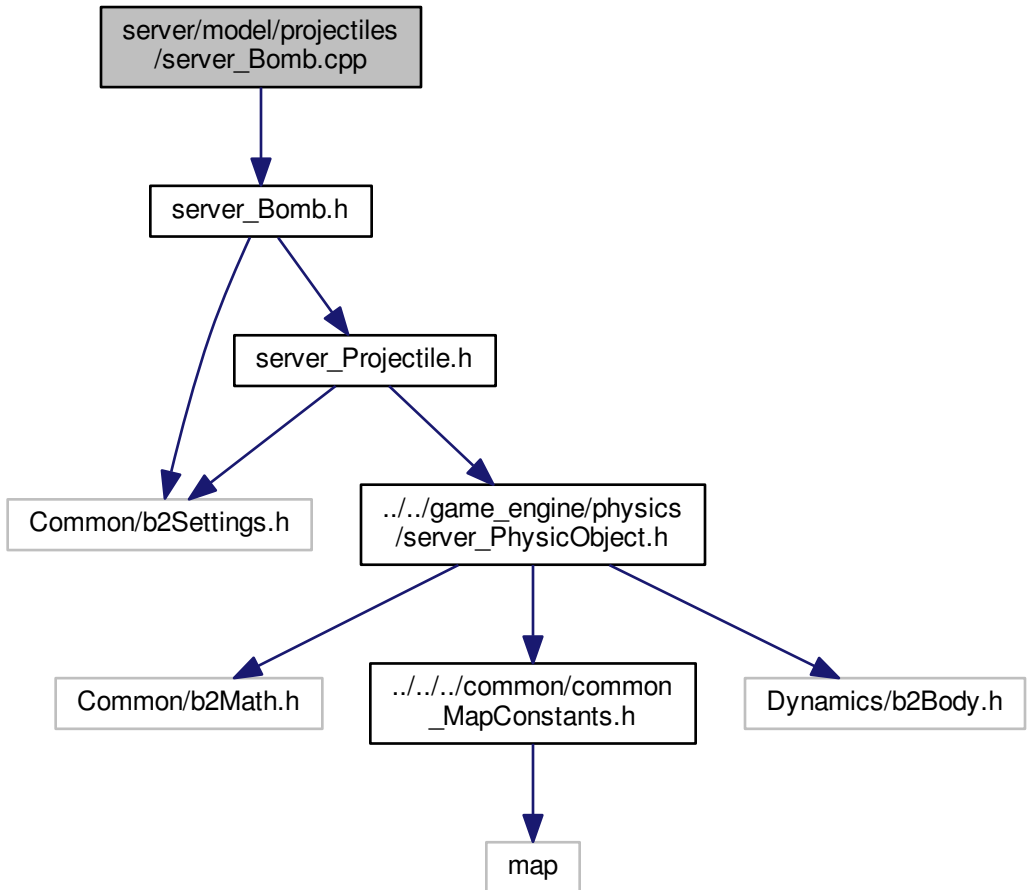 server/model/projectiles
/server_Bomb.cpp
server_Bomb.h
server_Projectile.h
Common/b2Settings.h
../../game_engine/physics
/server_PhysicObject.h
Common/b2Math.h
../../../common/common
_MapConstants.h
Dynamics/b2Body.h
map